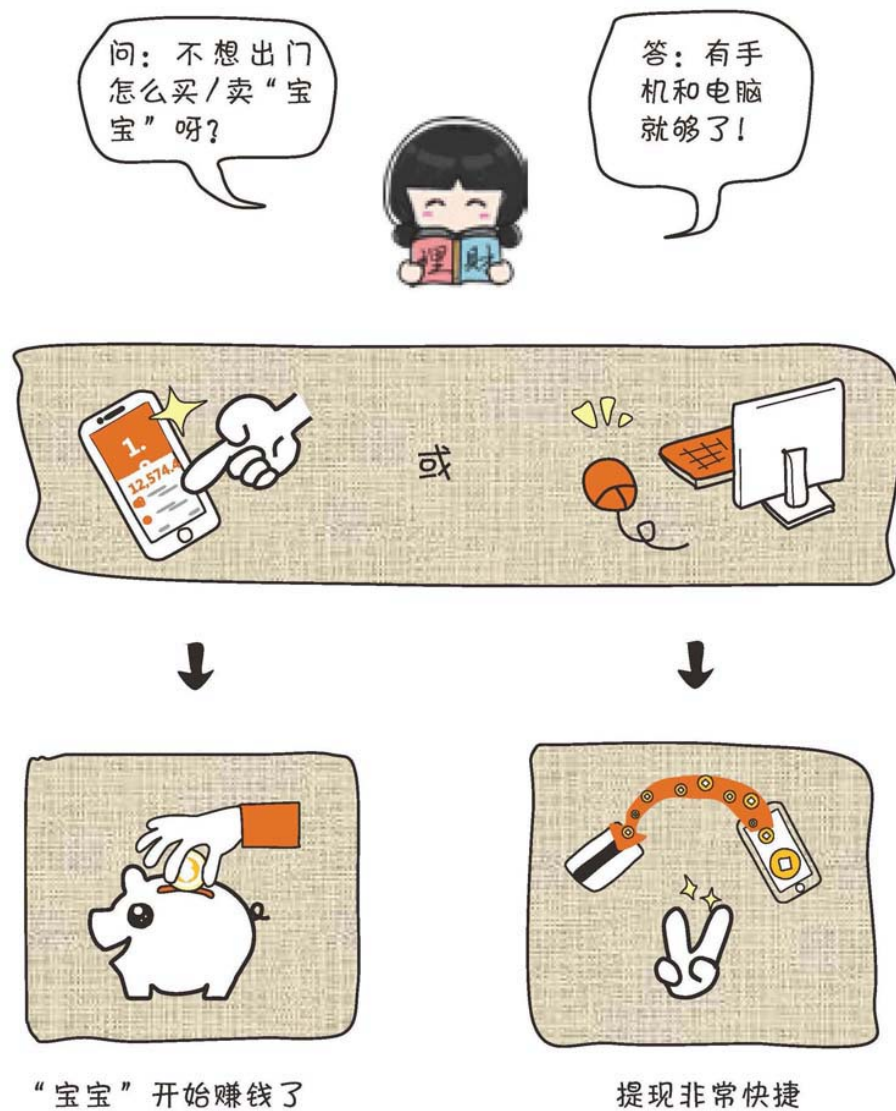 问：不想出门
怎么买/卖“宝
宝”呀？
答：有手
机和电脑
就够了！
理财
1.
12,574.4
或
“宝宝”开始赚钱了
提现非常快捷